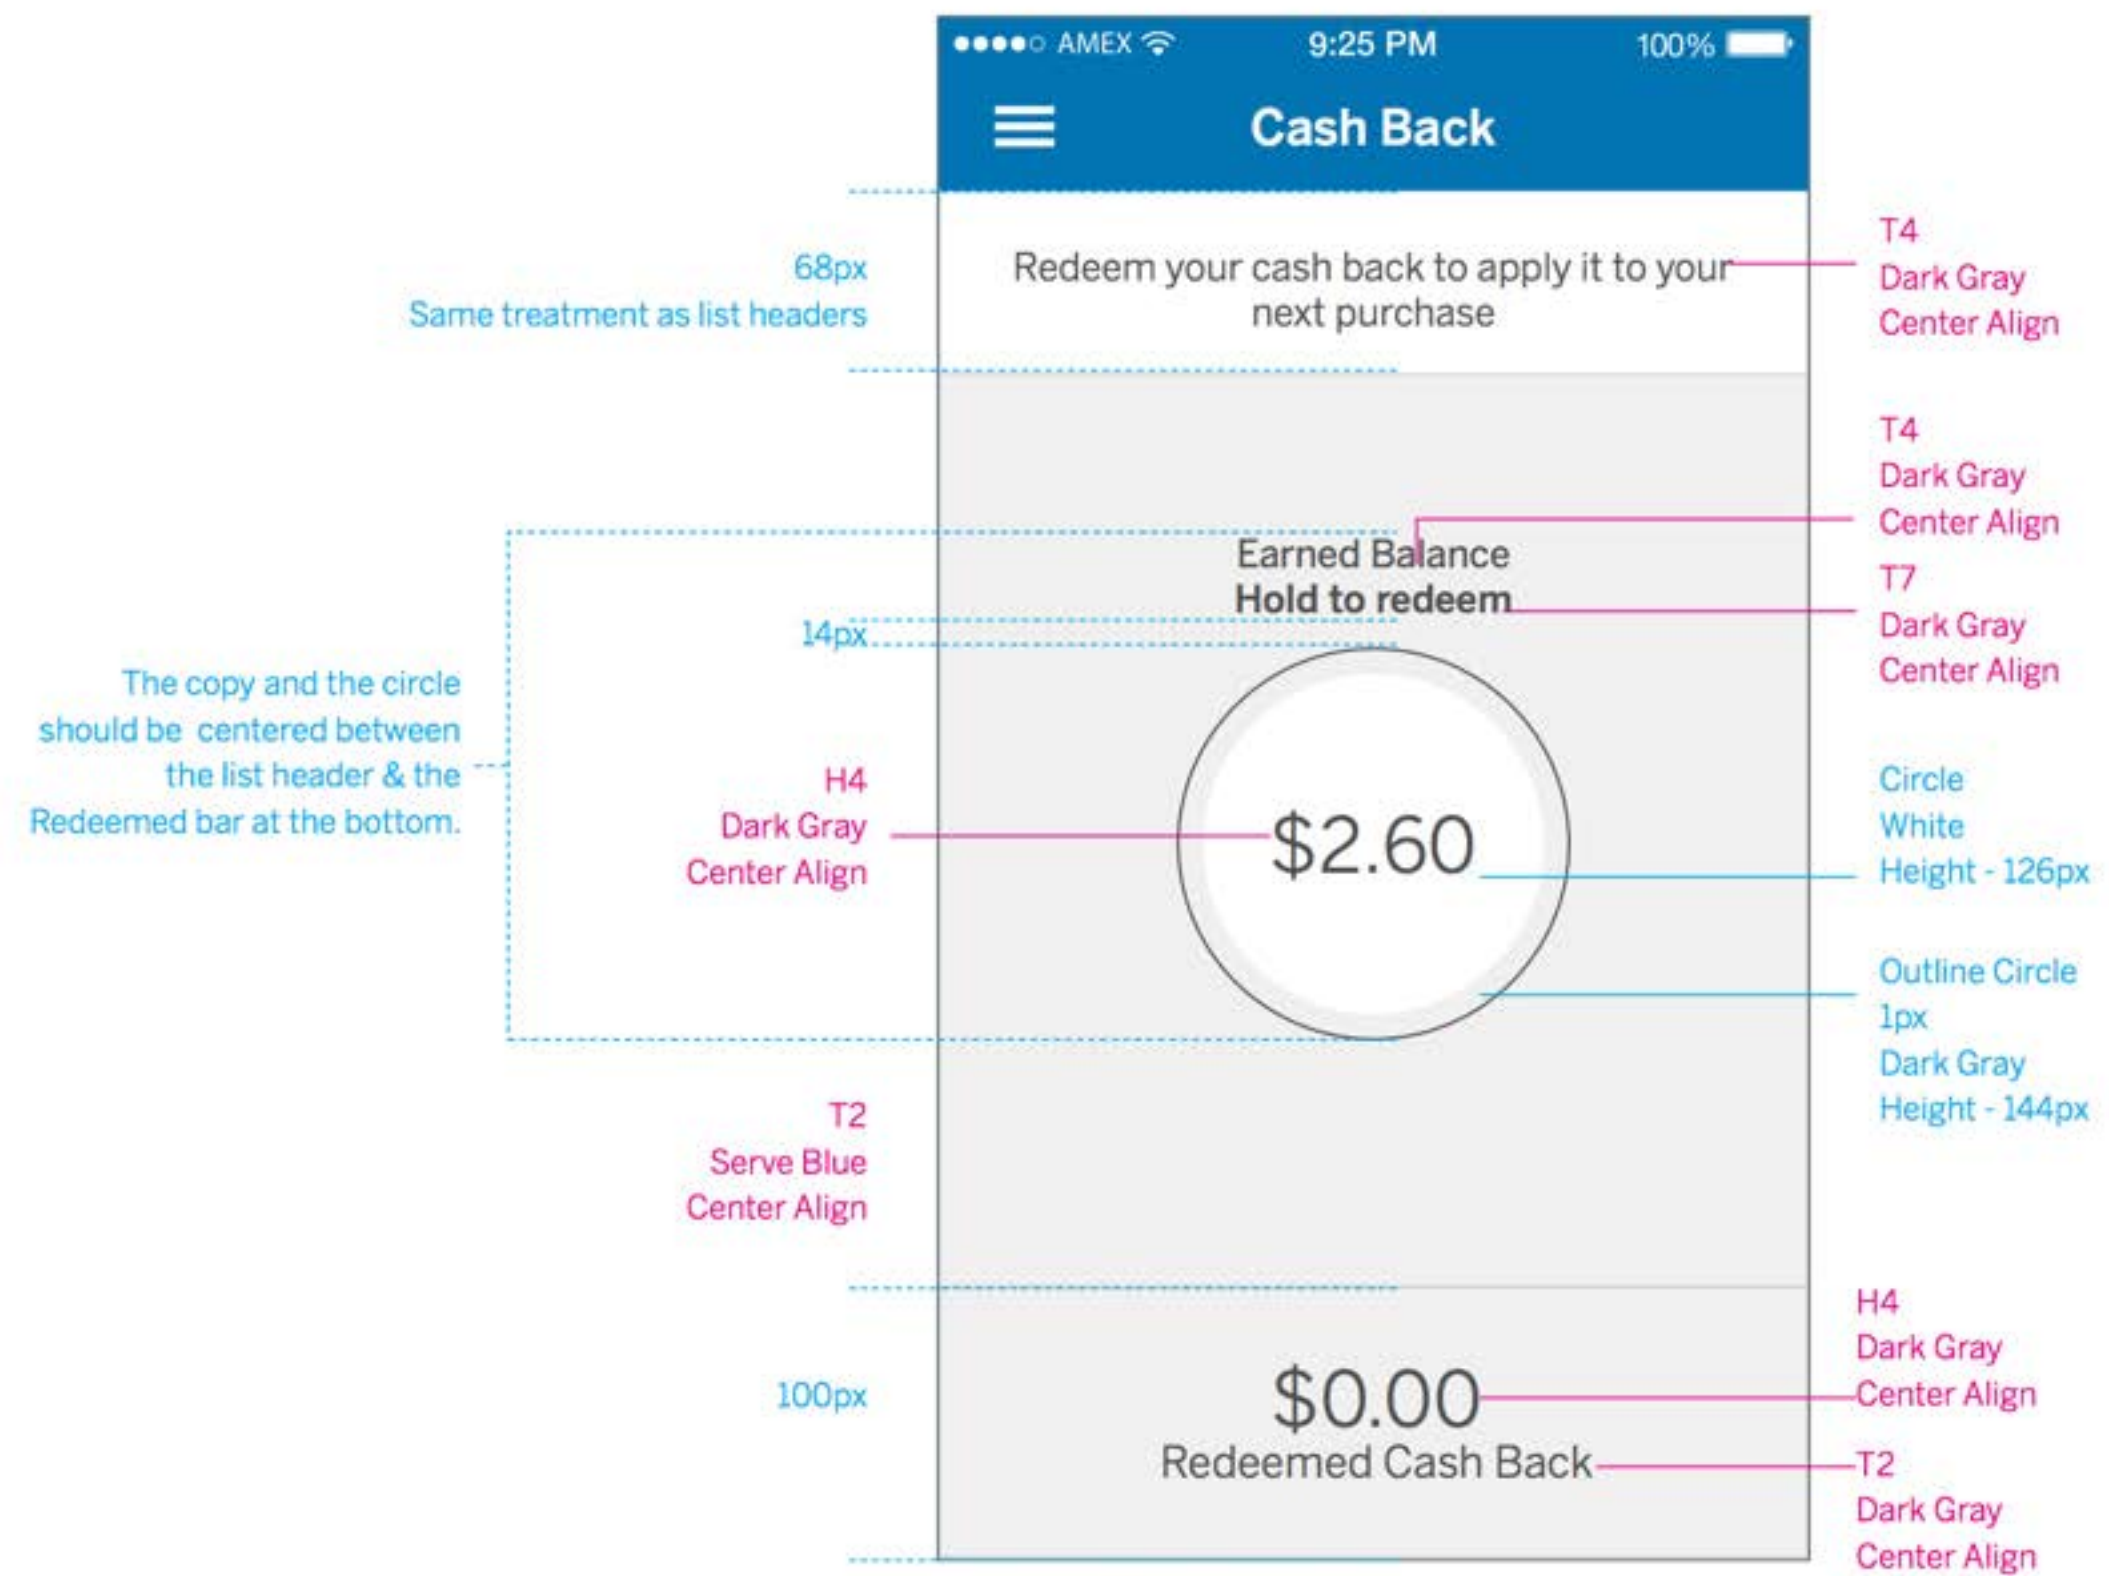 AMEX 9:25 PM 100%
Cash Back
68px
Same treatment as list headers
Redeem your cash back to apply it to your
next purchase
T4
Dark Gray
Center Align
T4
Dark Gray
Center Align
Earned Balance
Hold to redeem
T7
Dark Gray
Center Align
14px
The copy and the circle
should be centered between
the list header & the
Redeemed bar at the bottom.
H4
Dark Gray
Center Align
$2.60
Circle
White
Height - 126px
Outline Circle
1px
Dark Gray
Height - 144px
T2
Serve Blue
Center Align
100px
$0.00
Redeemed Cash Back
H4
Dark Gray
Center Align
T2
Dark Gray
Center Align